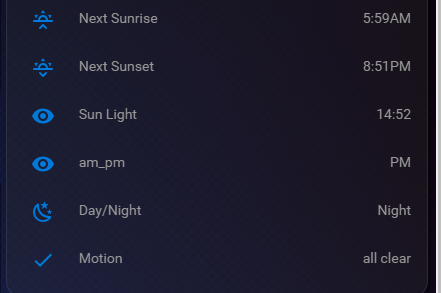 Next Sunrise 5:59AM
Next Sunset 8:51PM
Sun Light 14:52
am_pm PM
Day/Night Night
Motion all clear